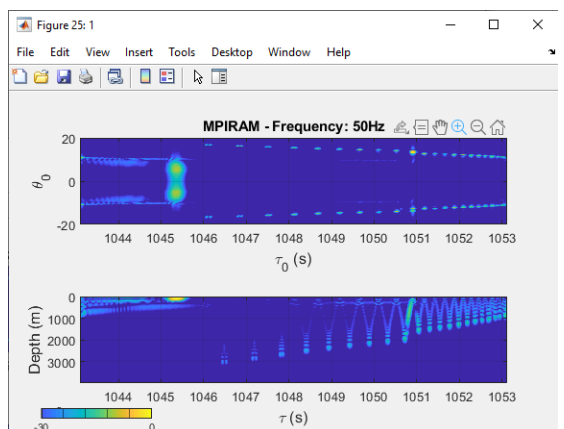 Figure 25: 1
File Edit View Insert Tools Desktop Window Help
MPIRAM - Frequency: 50Hz
20
0
-20
θ0
1044 1045 1046 1047 1048 1049 1050 1051 1052 1053
τ0 (s)
0
1000
2000
3000
Depth (m)
1044 1045 1046 1047 1048 1049 1050 1051 1052 1053
τ (s)
-30 0